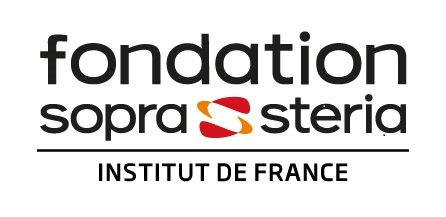 fondation
sopra steria
INSTITUT DE FRANCE